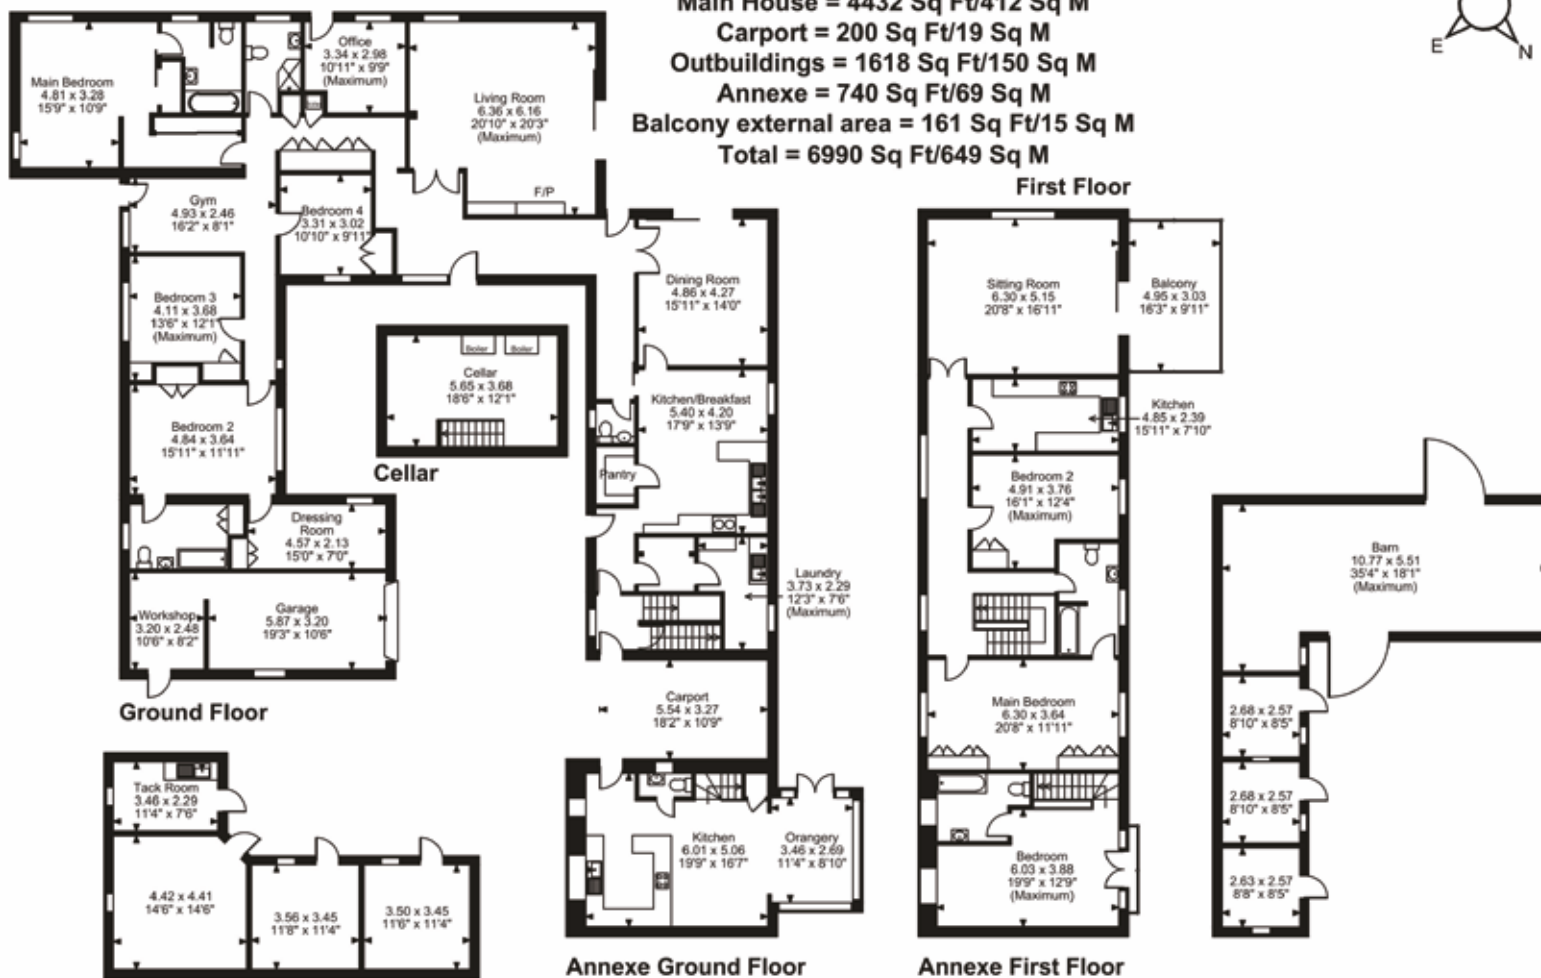 Main House = 4432 Sq Ft/412 Sq M
Carport = 200 Sq Ft/19 Sq M
Outbuildings = 1618 Sq Ft/150 Sq M
Annexe = 740 Sq Ft/69 Sq M
Balcony external area = 161 Sq Ft/15 Sq M
Total = 6990 Sq Ft/649 Sq M
E
N
Main Bedroom
4.81 x 3.28
15'9" x 10'9"
Office
3.34 x 2.98
10'11" x 9'9"
(Maximum)
Living Room
6.36 x 6.16
20'10" x 20'3"
(Maximum)
F/P
Gym
4.93 x 2.46
16'2" x 8'1"
Bedroom 4
3.31 x 3.02
10'10" x 9'11"
Bedroom 3
4.11 x 3.68
13'6" x 12'1"
(Maximum)
Bedroom 2
4.84 x 3.64
15'11" x 11'11"
Dressing
Room
4.57 x 2.13
15'0" x 7'0"
Workshop
3.20 x 2.48
10'6" x 8'2"
Garage
5.87 x 3.20
19'3" x 10'6"
Ground Floor
Boiler
Boiler
Cellar
5.65 x 3.68
18'6" x 12'1"
Cellar
Dining Room
4.86 x 4.27
15'11" x 14'0"
Kitchen/Breakfast
5.40 x 4.20
17'9" x 13'9"
Pantry
Laundry
3.73 x 2.29
12'3" x 7'6"
(Maximum)
Carport
5.54 x 3.27
18'2" x 10'9"
First Floor
Sitting Room
6.30 x 5.15
20'8" x 16'11"
Balcony
4.95 x 3.03
16'3" x 9'11"
Kitchen
4.85 x 2.39
15'11" x 7'10"
Bedroom 2
4.91 x 3.76
16'1" x 12'4"
(Maximum)
Main Bedroom
6.30 x 3.64
20'8" x 11'11"
Barn
10.77 x 5.51
35'4" x 18'1"
(Maximum)
2.68 x 2.57
8'10" x 8'5"
2.68 x 2.57
8'10" x 8'5"
2.63 x 2.57
8'8" x 8'5"
Tack Room
3.46 x 2.29
11'4" x 7'6"
4.42 x 4.41
14'6" x 14'6"
3.56 x 3.45
11'8" x 11'4"
3.50 x 3.45
11'6" x 11'4"
Kitchen
6.01 x 5.06
19'9" x 16'7"
Orangery
3.46 x 2.69
11'4" x 8'10"
Annexe Ground Floor
Bedroom
6.03 x 3.88
19'9" x 12'9"
(Maximum)
Annexe First Floor